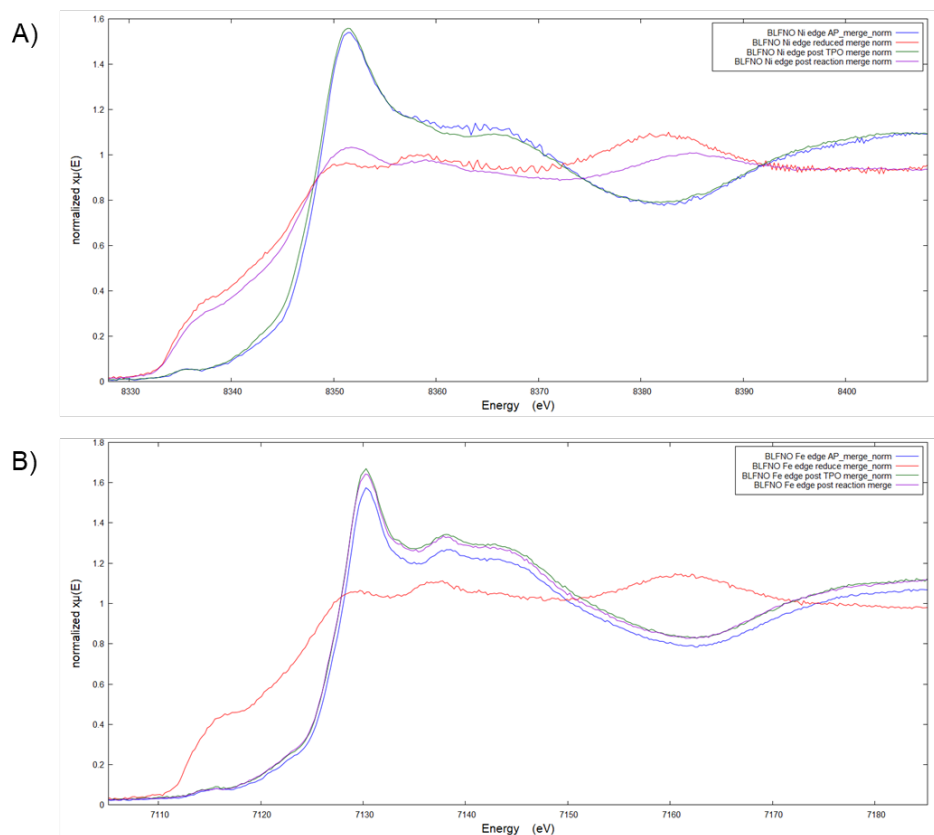 A)
1.6
1.4
1.2
1
0.8
0.6
0.4
0.2
0
normalized xμ(E)
BLFNO Ni edge AP_merge_norm
BLFNO Ni edge reduced merge norm
BLFNO Ni edge post TPO merge norm
BLFNO Ni edge post reaction merge norm
8330 8340 8350 8360 8370 8380 8390 8400
Energy (eV)
B)
1.8
1.6
1.4
1.2
1
0.8
0.6
0.4
0.2
0
normalized xμ(E)
BLFNO Fe edge AP_merge_norm
BLFNO Fe edge reduce merge_norm
BLFNO Fe edge post TPO merge_norm
BLFNO Fe edge post reaction merge
7110 7120 7130 7140 7150 7160 7170 7180
Energy (eV)